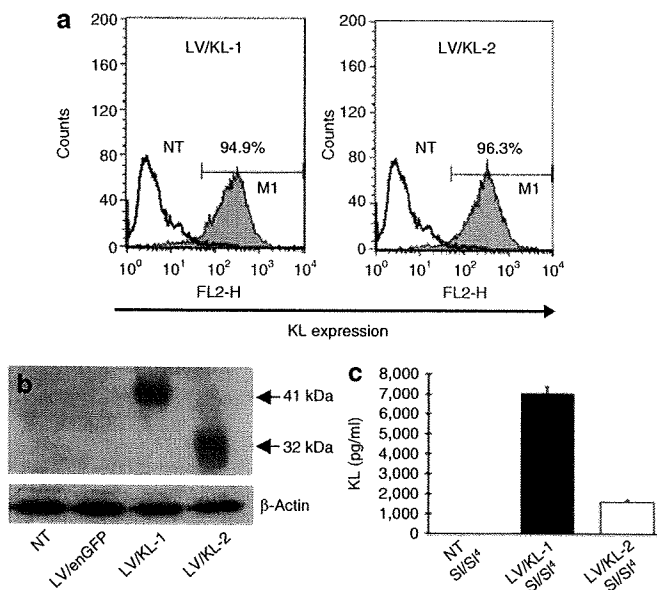 a
200
160
120
80
40
0
Counts
LV/KL-1
NT
94.9%
M1
10⁰ 10¹ 10² 10³ 10⁴
FL2-H
200
160
120
80
40
0
Counts
LV/KL-2
NT
96.3%
M1
10⁰ 10¹ 10² 10³ 10⁴
FL2-H
KL expression
b
41 kDa
32 kDa
β-Actin
NT
LV/enGFP
LV/KL-1
LV/KL-2
c
8,000
7,000
6,000
5,000
4,000
3,000
2,000
1,000
0
KL (pg/ml)
NT
Sl/Sl⁴
LV/KL-1
Sl/Sl⁴
LV/KL-2
Sl/Sl⁴